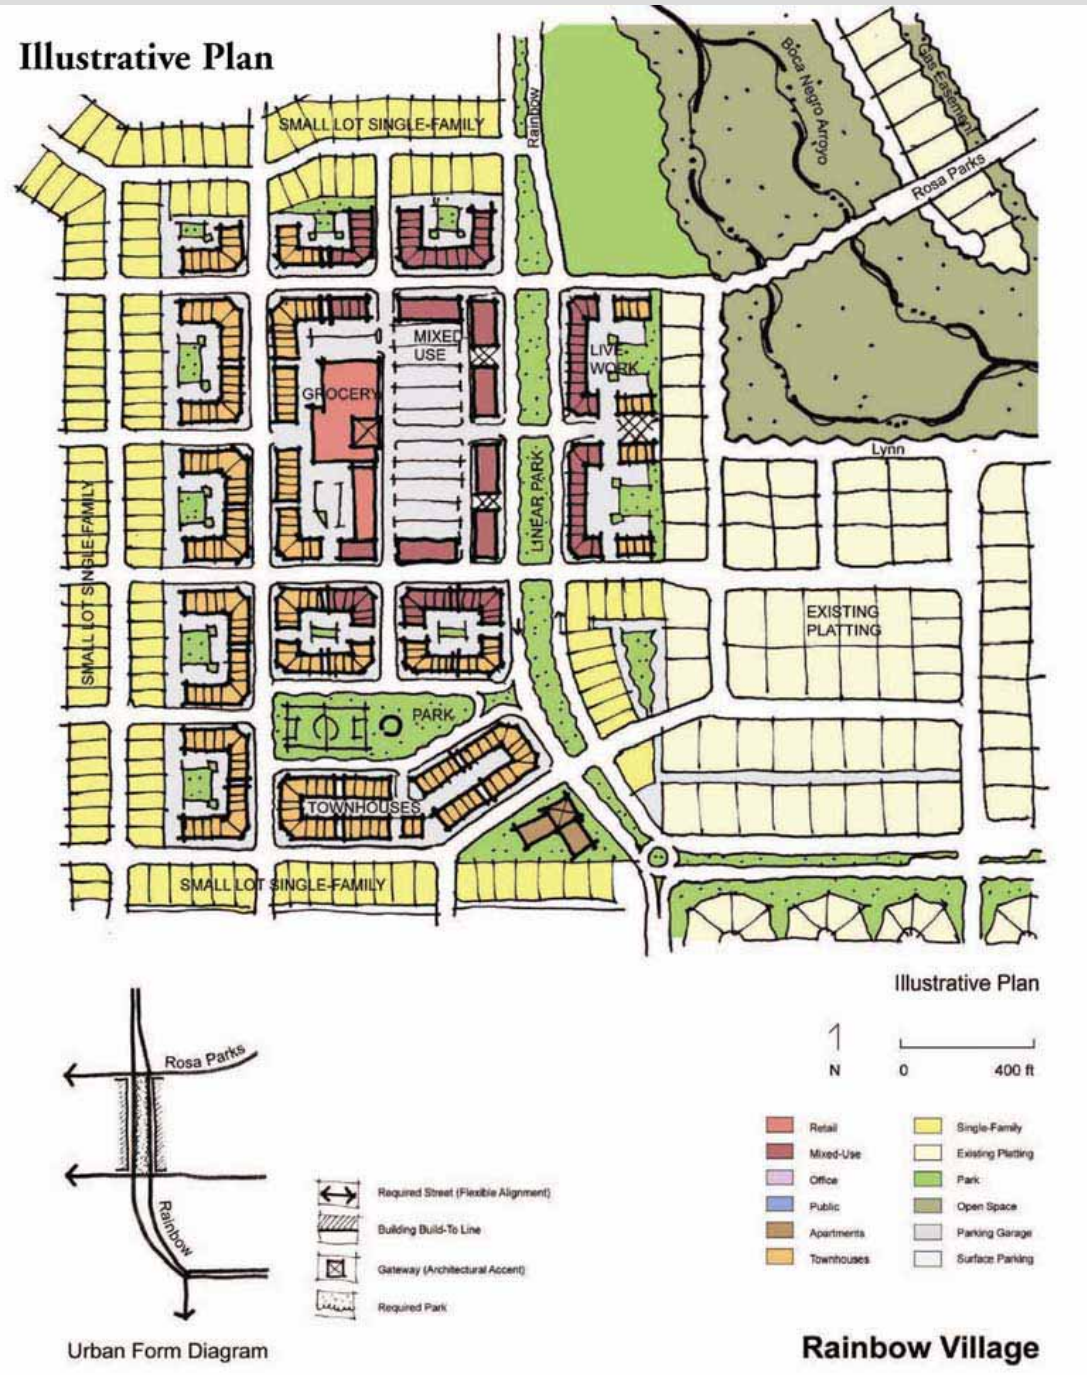 Illustrative Plan
SMALL LOT SINGLE-FAMILY
Rainbow
Boca Negro Arroyo
Gas Easement
Rosa Parks
MIXED
USE
LIVE
WORK
GROCERY
LINEAR PARK
Lynn
SMALL LOT SINGLE-FAMILY
EXISTING
PLATTING
PARK
TOWNHOUSES
SMALL LOT SINGLE-FAMILY
Illustrative Plan
N
0 400 ft
Rosa Parks
Rainbow
Required Street (Flexible Alignment)
Building Build-To Line
Gateway (Architectural Accent)
Required Park
Urban Form Diagram
Retail
Mixed-Use
Office
Public
Apartments
Townhouses
Single-Family
Existing Platting
Park
Open Space
Parking Garage
Surface Parking
Rainbow Village